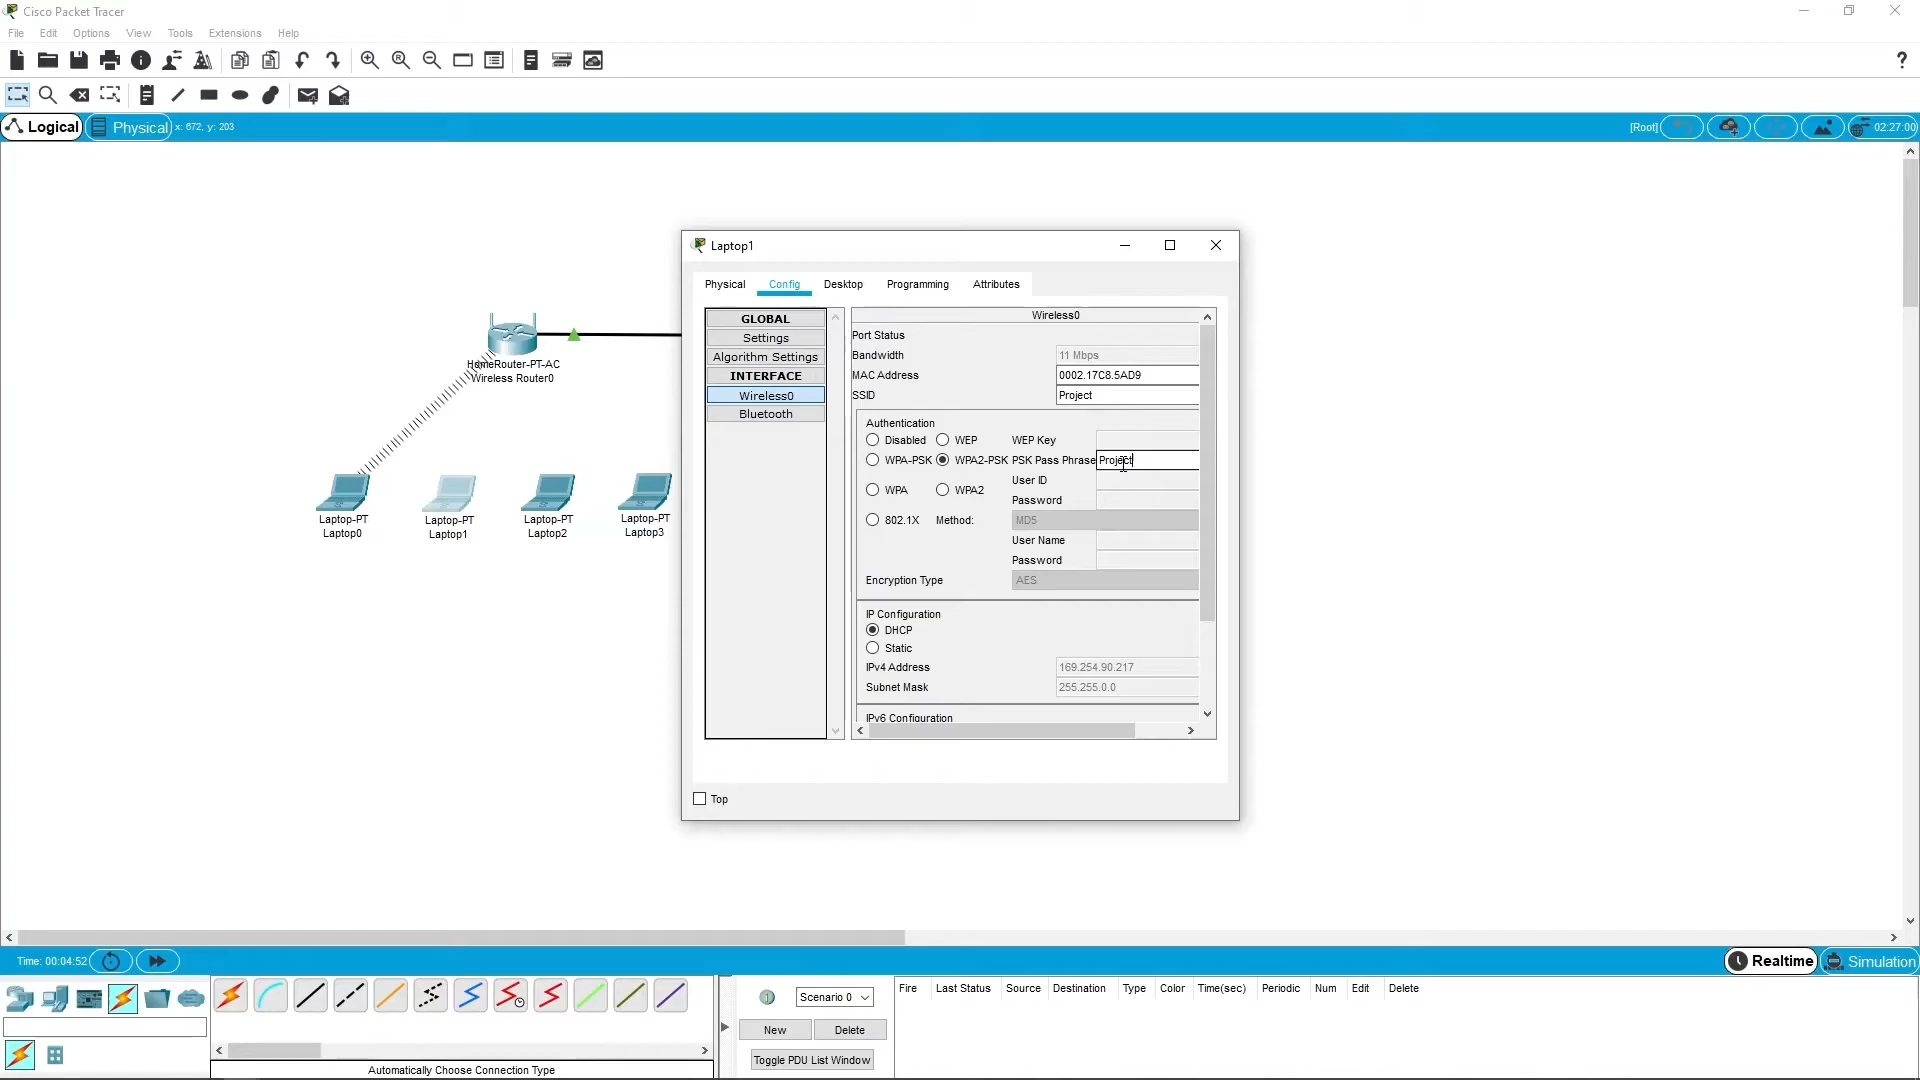 Cisco Packet Tracer
File Edit Options View Tools Extensions Help
?
Logical Physical x: 672, y: 203 [Root] 02:27:00
Laptop1
Physical Config Desktop Programming Attributes
GLOBAL
Settings
Algorithm Settings
INTERFACE
Wireless0
Bluetooth
Wireless0
Port Status
Bandwidth 11 Mbps
MAC Address 0002.17C8.5AD9
SSID Project
Authentication
Disabled WEP WEP Key
WPA-PSK WPA2-PSK PSK Pass Phrase Project
User ID
WPA WPA2
Password
802.1X Method: MD5
User Name
Password
Encryption Type AES
IP Configuration
DHCP
Static
IPv4 Address 169.254.90.217
Subnet Mask 255.255.0.0
IPv6 Configuration
Top
HomeRouter-PT-AC
Wireless Router0
Laptop-PT
Laptop0
Laptop-PT
Laptop1
Laptop-PT
Laptop2
Laptop-PT
Laptop3
Time: 00:04:52 Realtime Simulation
Scenario 0
New Delete
Toggle PDU List Window
Fire Last Status Source Destination Type Color Time(sec) Periodic Num Edit Delete
Automatically Choose Connection Type